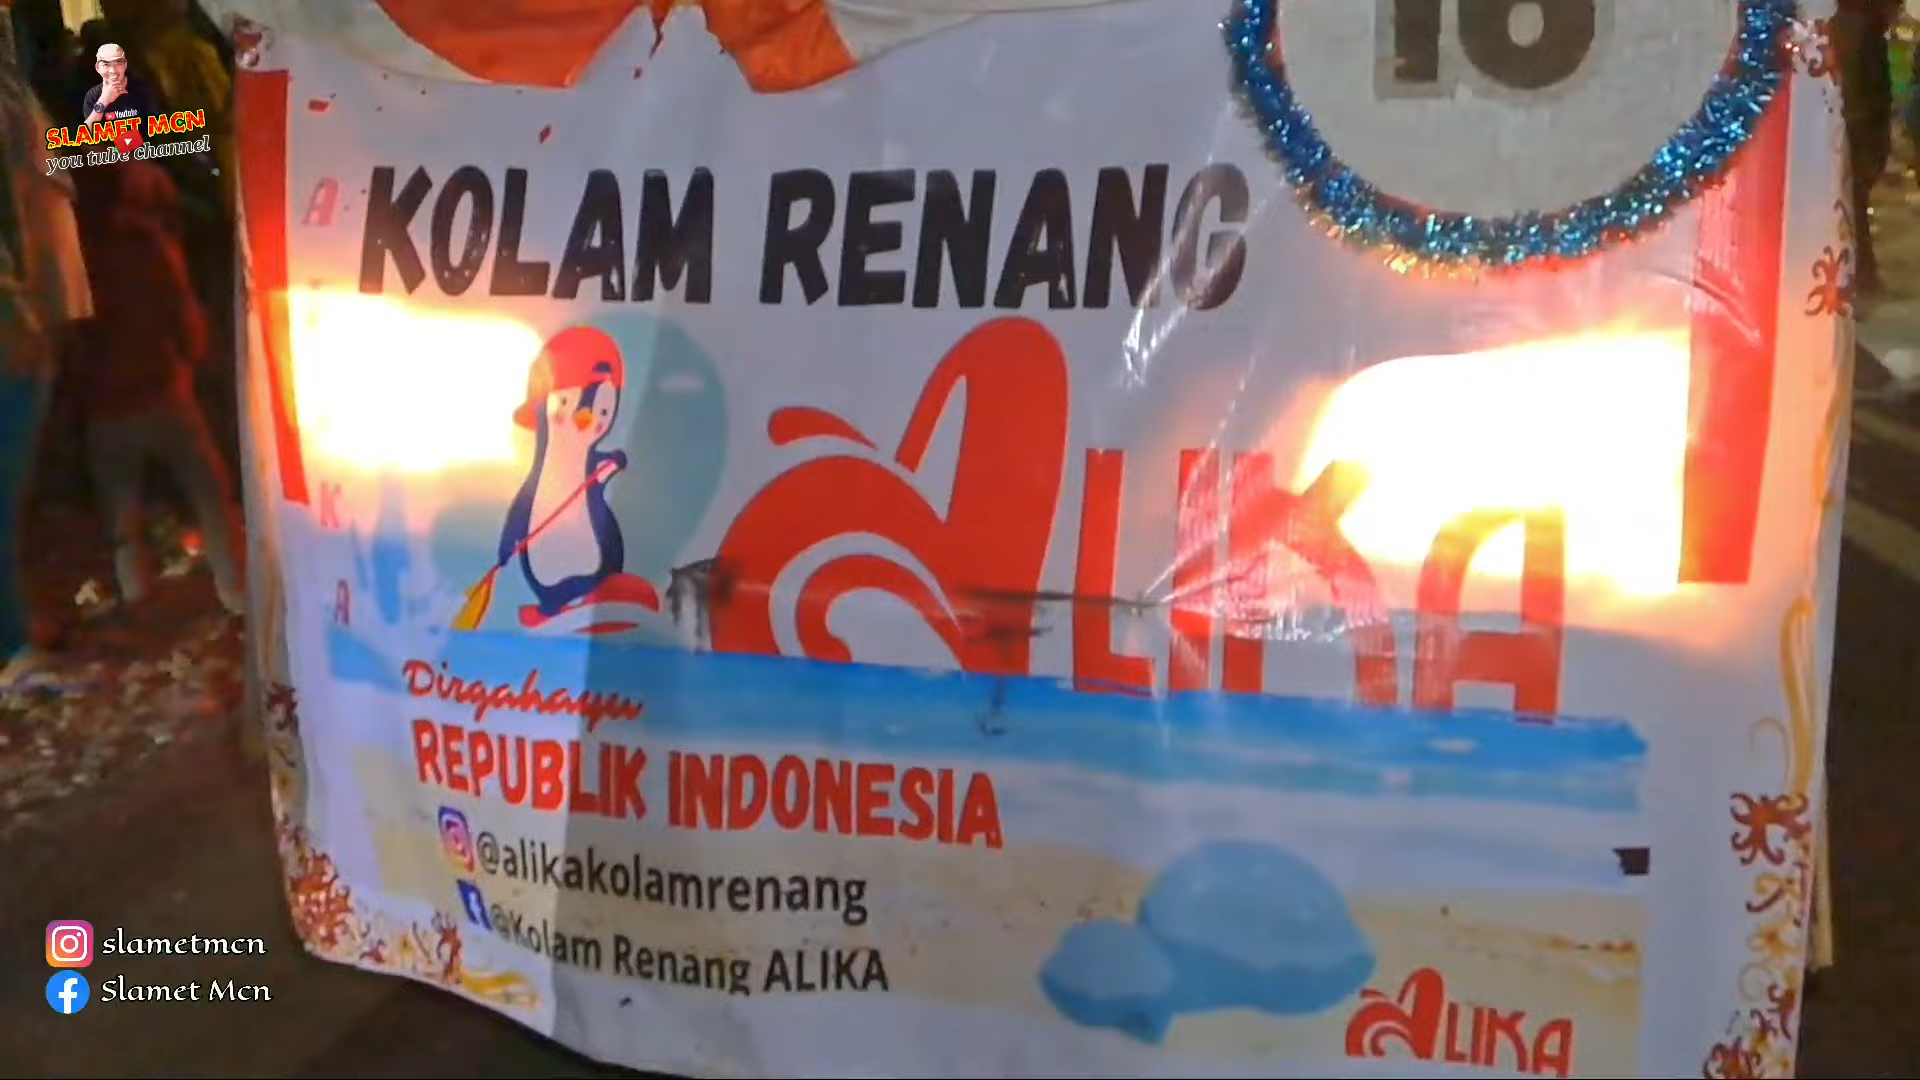 16
YouTube
SLAMET MCN
you tube channel
KOLAM RENANG
A
K
A
ALIKA
Dirgahayu
REPUBLIK INDONESIA
@alikakolamrenang
@Kolam Renang ALIKA
ALIKA
slametmcn
Slamet Mcn